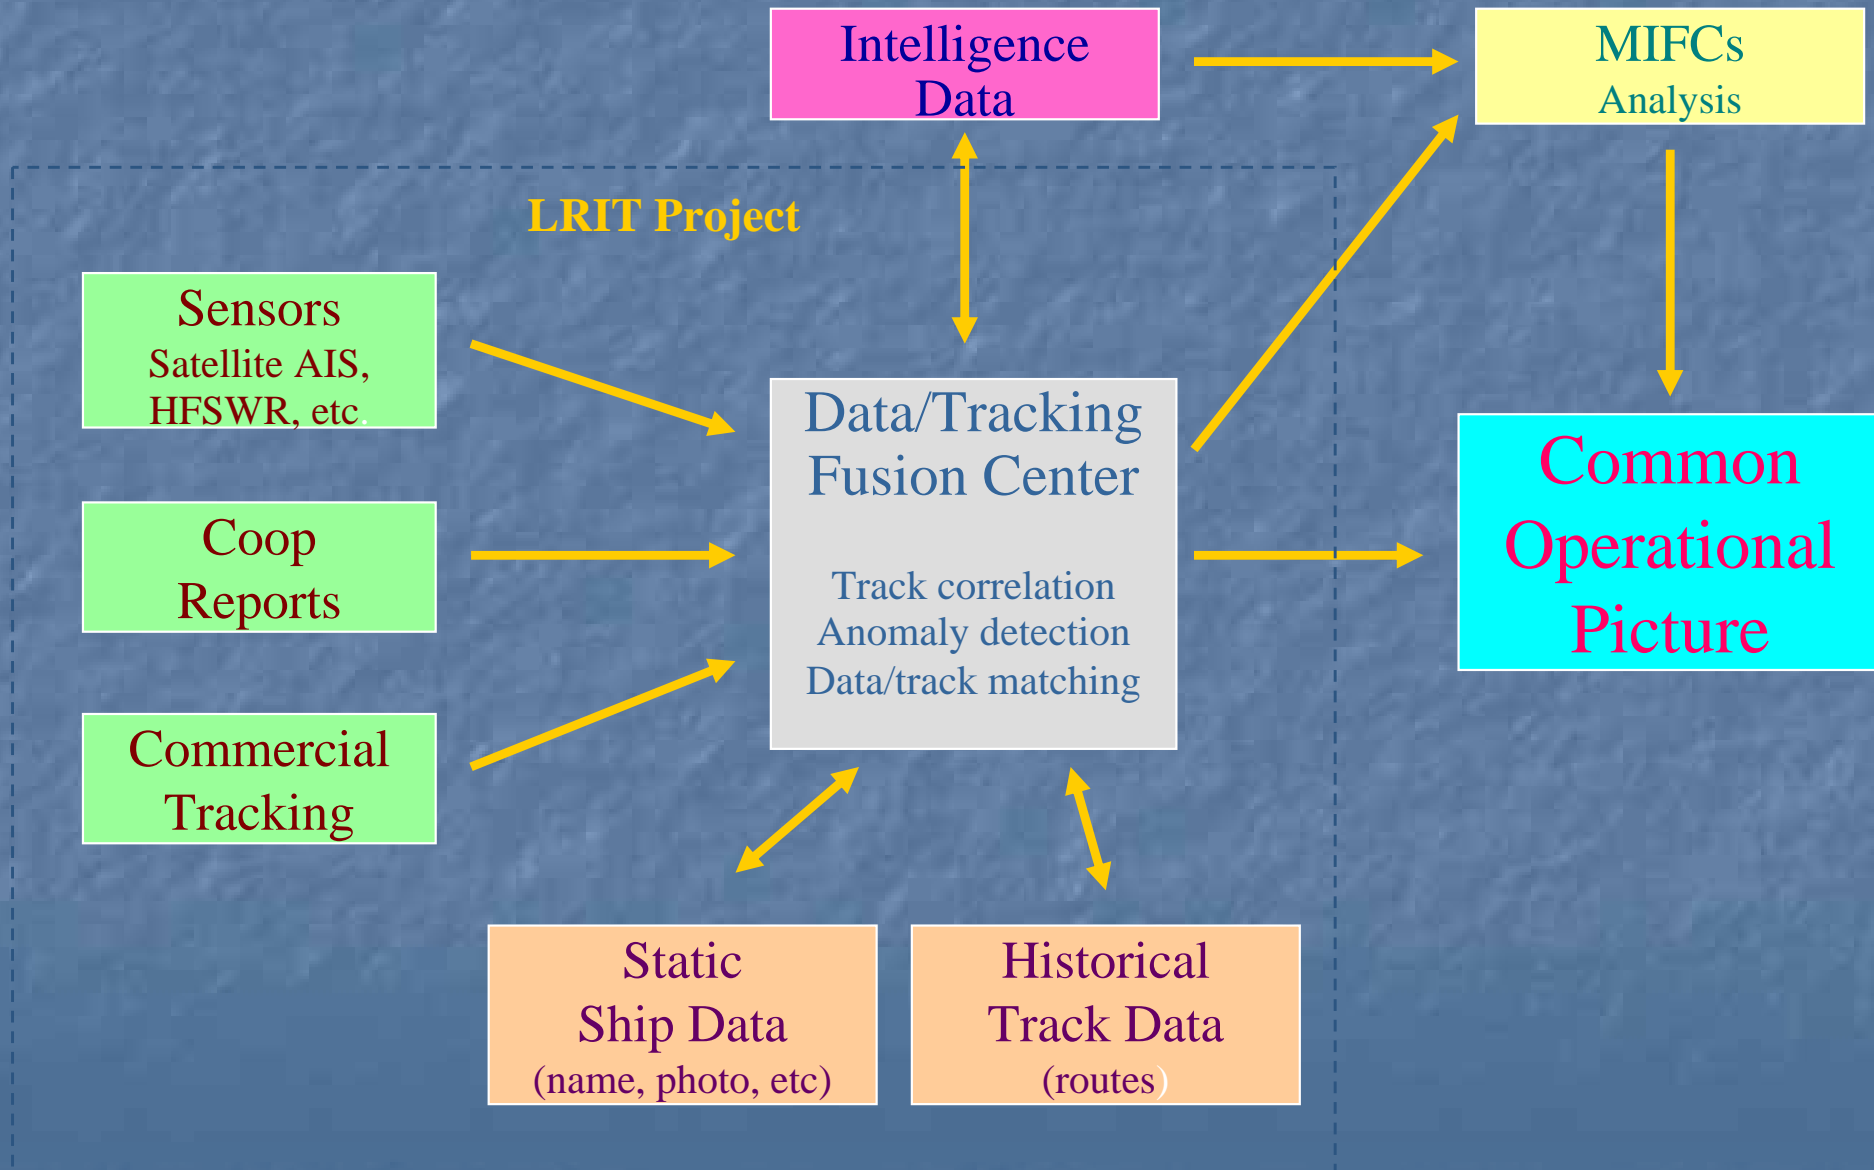 Intelligence
Data
MIFCs
Analysis
LRIT Project
Sensors
Satellite AIS,
HFSWR, etc.
Coop
Reports
Commercial
Tracking
Data/Tracking
Fusion Center
Track correlation
Anomaly detection
Data/track matching
Common
Operational
Picture
Static
Ship Data
(name, photo, etc)
Historical
Track Data
(routes)